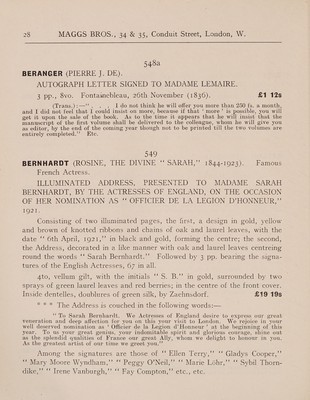 28 MAGGS BROS., 34 & 35, Conduit Street, London, W.
548a
BERANGER (PIERRE J. DE).
AUTOGRAPH LETTER SIGNED TO MADAME LEMAIRE.
3 pp., 8vo. Fontainebleau, 26th November (1836). £1 12s
(TRANS.):—" . . . I do not think he will offer you more than 250 fs. a month,
and I did not feel that I could insist on more, because if that ' more ' is possible, you will
get it upon the sale of the book. As to the time it appears that he will insist that the
manuscript of the first volume shall be delivered to the colleague, whom he will give you
as editor, by the end of the coming year though not to be printed till the two volumes are
entirely completed." Etc.
549
BERNHARDT (ROSINE, THE DIVINE " SARAH," 1844-1923). Famous
French Actress.
ILLUMINATED ADDRESS, PRESENTED TO MADAME SARAH
BERNHARDT, BY THE ACTRESSES OF ENGLAND, ON THE OCCASION
OF HER NOMINATION AS " OFFICIER DE LA LEGION D'HONNEUR,"
1921.
Consisting of two illuminated pages, the first, a design in gold, yellow
and brown of knotted ribbons and chains of oak and laurel leaves, with the
date " 6th April, 1921," in black and gold, forming the centre; the second,
the Address, decorated in a like manner with oak and laurel leaves centreing
round the words " Sarah Bernhardt." Followed by 3 pp. bearing the signa-
tures of the English Actresses, 67 in all.
4to, vellum gilt, with the initials " S. B." in gold, surrounded by two
sprays of green laurel leaves and red berries; in the centre of the front cover.
Inside dentelles, doublures of green silk, by Zaehnsdorf. £19 19s
* * * The Address is couched in the following words:—
" To Sarah Bernhardt. We Actresses of England desire to express our great
veneration and deep affection for you on this your visit to London. We rejoice in your
well deserved nomination as ' Officier de la Legion d'Honneur ' at the beginning of this
year. To us your great genius, your indomitable spirit and glorious courage, shine out
as the splendid qualities of France our great Ally, whom we delight to honour in you.
As the greatest artist of our time we greet you."
Among the signatures are those of " Ellen Terry," " Gladys Cooper,"
" Mary Moore Wyndham," " Peggy O'Neil," " Marie Lohr," " Sybil Thorn-
dike," " Irene Vanburgh," " Fay Compton," etc., etc.